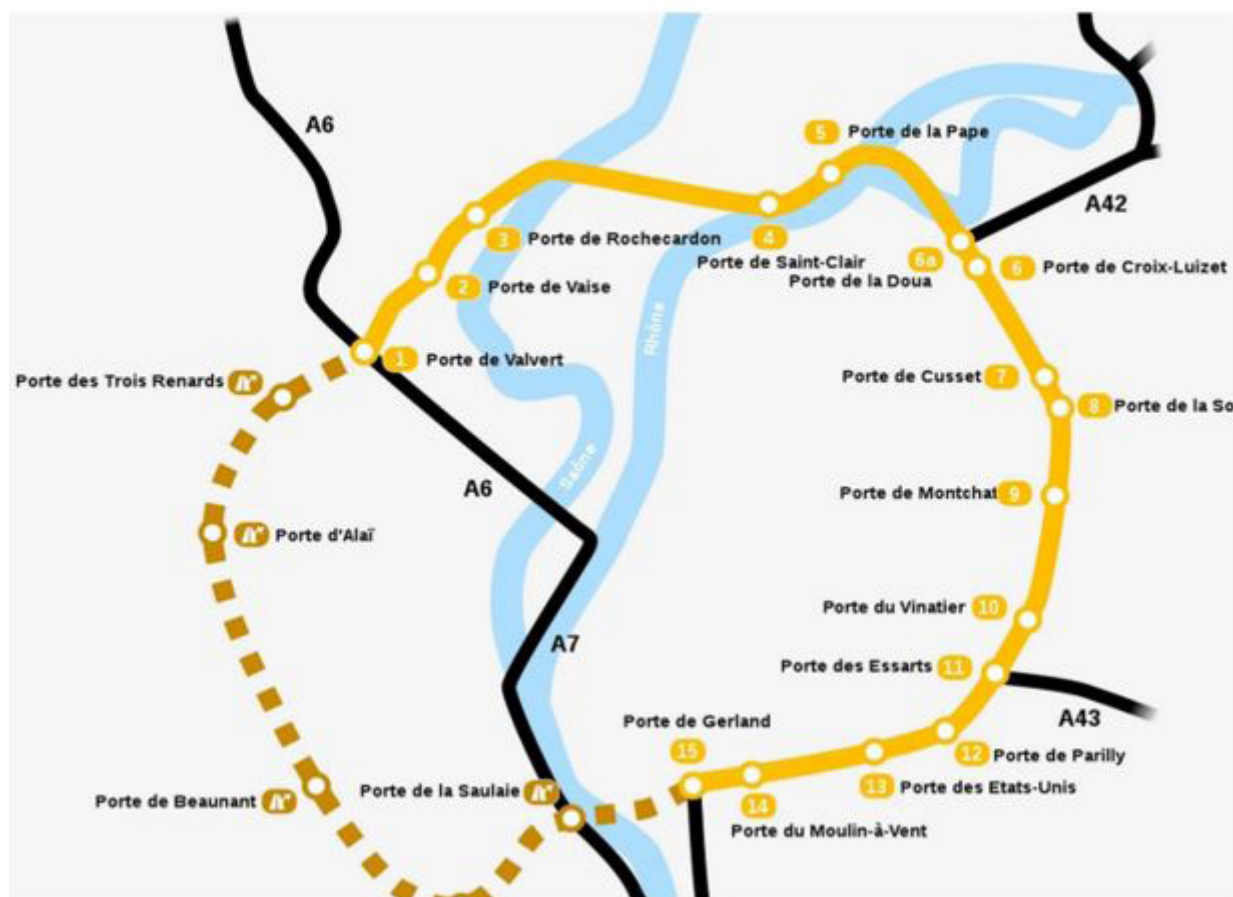 A6
5 Porte de la Pape
A42
3 Porte de Rochecardon
4
Porte de Saint-Clair
6a
6 Porte de Croix-Luizet
Porte de la Doua
2 Porte de Vaise
Rhône
1 Porte de Valvert
Porte des Trois Renards
Porte de Cusset 7
8 Porte de la So
Saône
A6
Porte de Montchat 9
Porte d'Alaï
Porte du Vinatier 10
A7
Porte des Essarts 11
A43
Porte de Gerland
15
12 Porte de Parilly
Porte de la Saulaie
13 Porte des Etats-Unis
Porte de Beaunant
14
Porte du Moulin-à-Vent